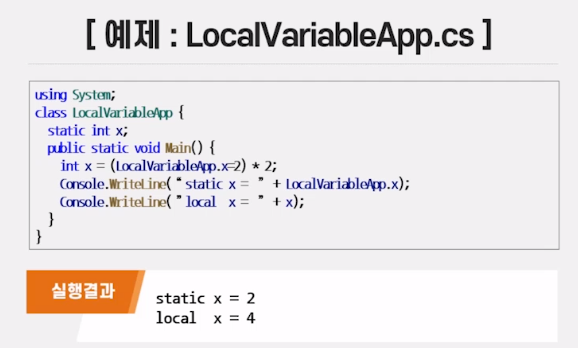 [ 예제 : LocalVariableApp.cs ]
using System;
class LocalVariableApp {
  static int x;
  public static void Main() {
    int x = (LocalVariableApp.x=2) * 2;
    Console.WriteLine(“static x = ” + LocalVariableApp.x);
    Console.WriteLine(”local  x = ” + x);
  }
}
실행결과
static x = 2
local  x = 4